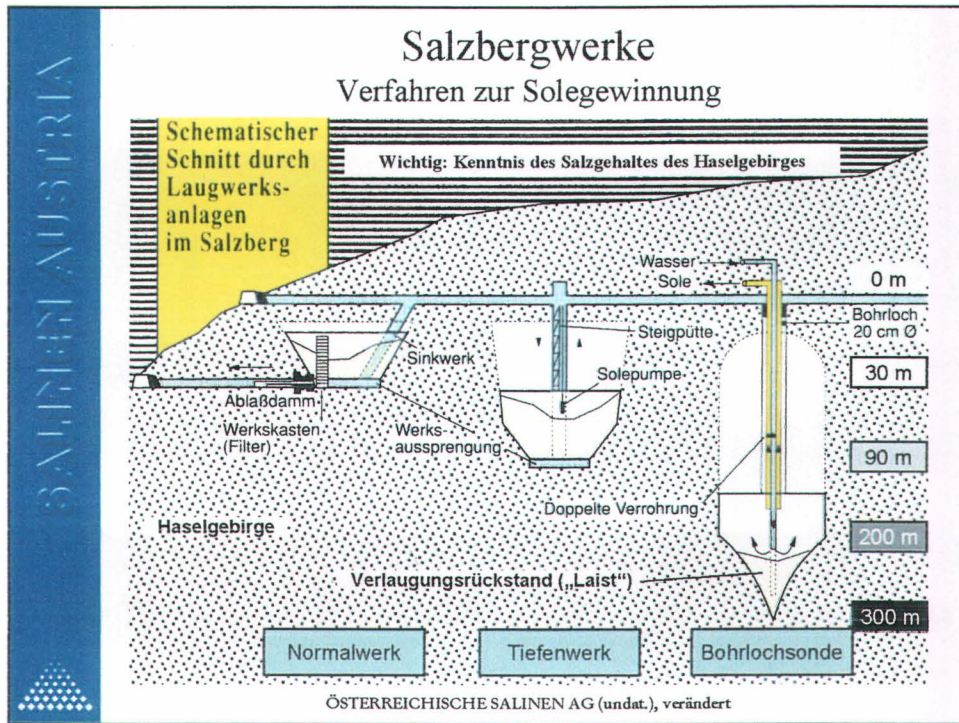 SALINEN AUSTRIA
Salzbergwerke
Verfahren zur Solegewinnung
Schematischer
Schnitt durch
Laugwerks-
anlagen
im Salzberg
Wichtig: Kenntnis des Salzgehaltes des Haselgebirges
Wasser
Sole
0 m
Bohrloch
20 cm Ø
Steigpütte
Sinkwerk
Solepumpe
30 m
Ablaßdamm
Werkskasten
(Filter)
Werks-
aussprengung
90 m
Doppelte Verrohrung
Haselgebirge
200 m
Verlaugungsrückstand („Laist")
300 m
Normalwerk
Tiefenwerk
Bohrlochsonde
ÖSTERREICHISCHE SALINEN AG (undat.), verändert